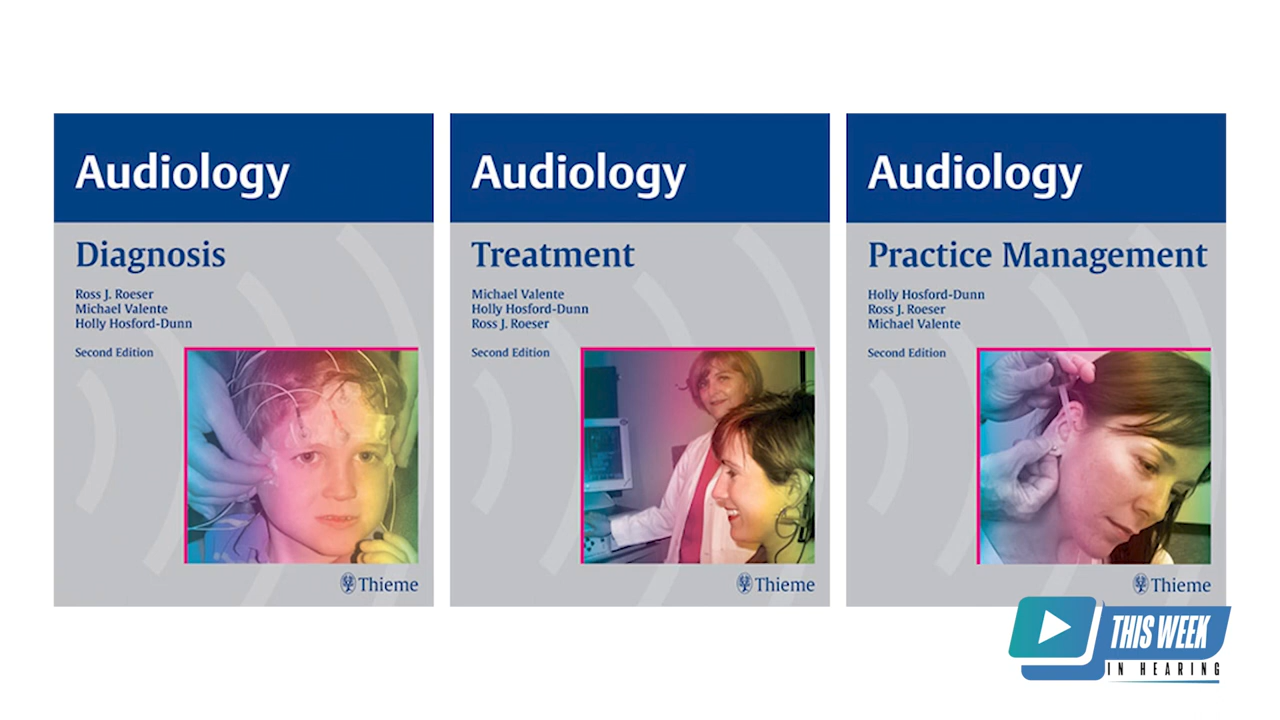 Audiology
Diagnosis
Ross J. Roeser
Michael Valente
Holly Hosford-Dunn
Second Edition
Thieme
Audiology
Treatment
Michael Valente
Holly Hosford-Dunn
Ross J. Roeser
Second Edition
Thieme
Audiology
Practice Management
Holly Hosford-Dunn
Ross J. Roeser
Michael Valente
Second Edition
Thieme
THIS WEEK
IN HEARING